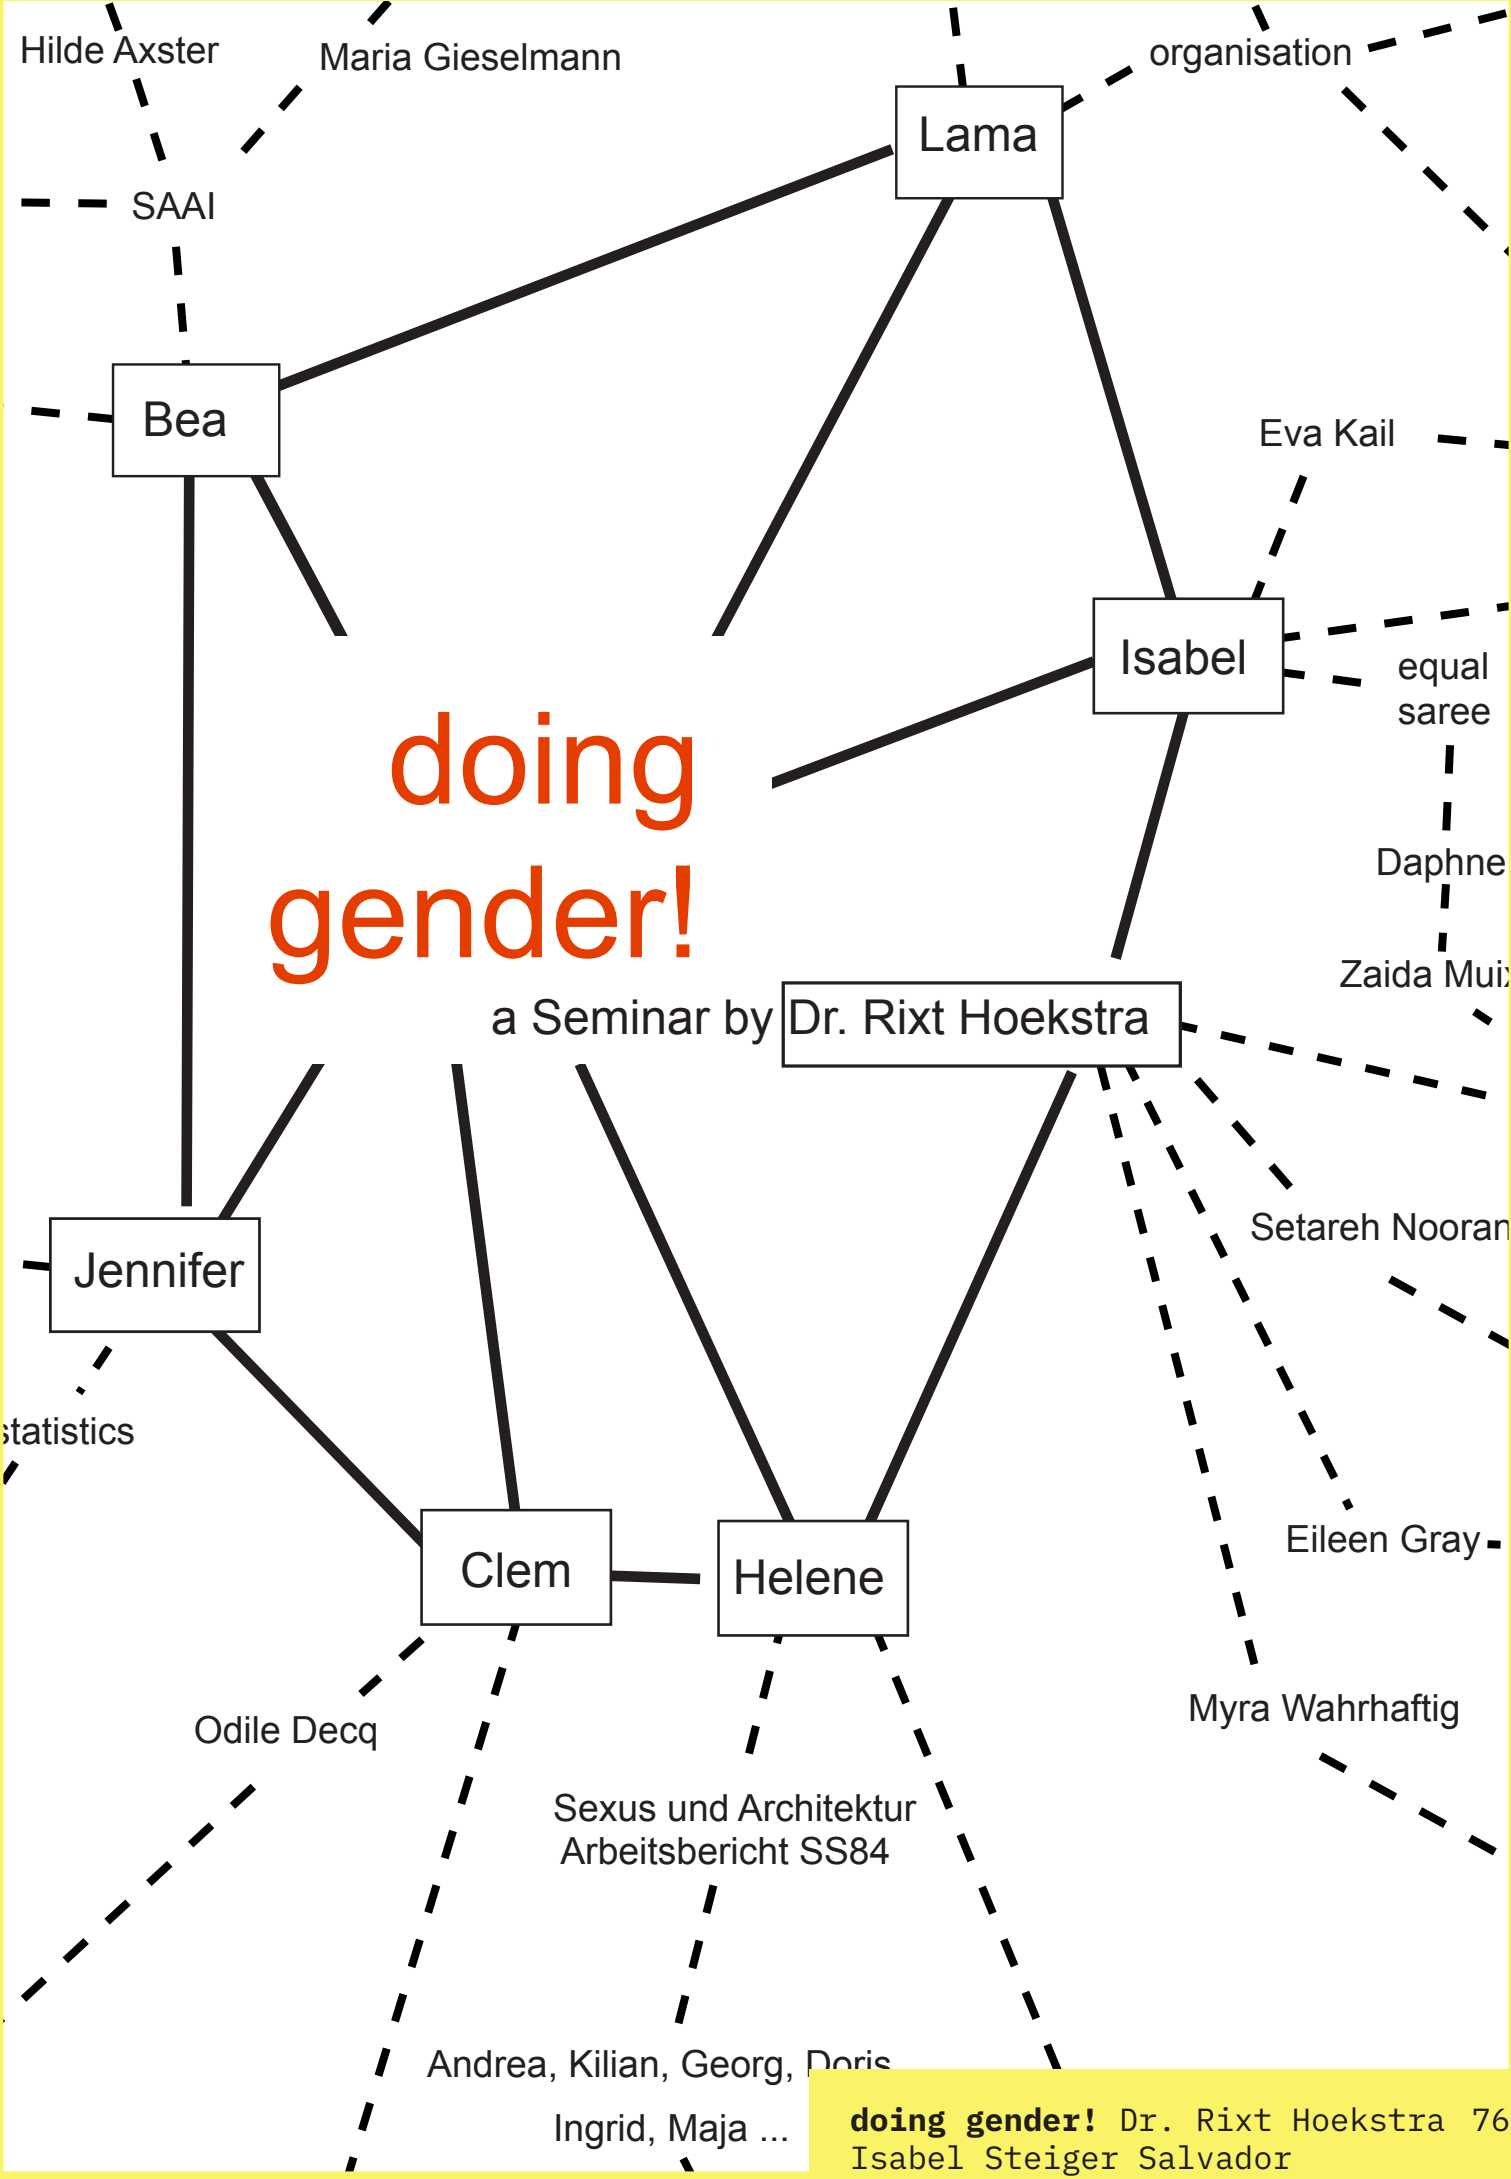 Hilde Axster
Maria Gieselmann
organisation
Lama
SAAI
Bea
Eva Kail
Isabel
equal
saree
doing
gender!
Daphne
Zaida
a Seminar by Dr. Rixt Hoekstra
Setareh
Jennifer
statistics
Eileen Gray
Clem
Helene
Myra Wahrhaftig
Odile Decq
Sexus und Architektur
Arbeitsbericht SS84
Andrea, Kilian, Georg, Doris
Ingrid, Maja ...
doing gender! Dr. Rixt Hoekstra 76
Isabel Steiger Salvador